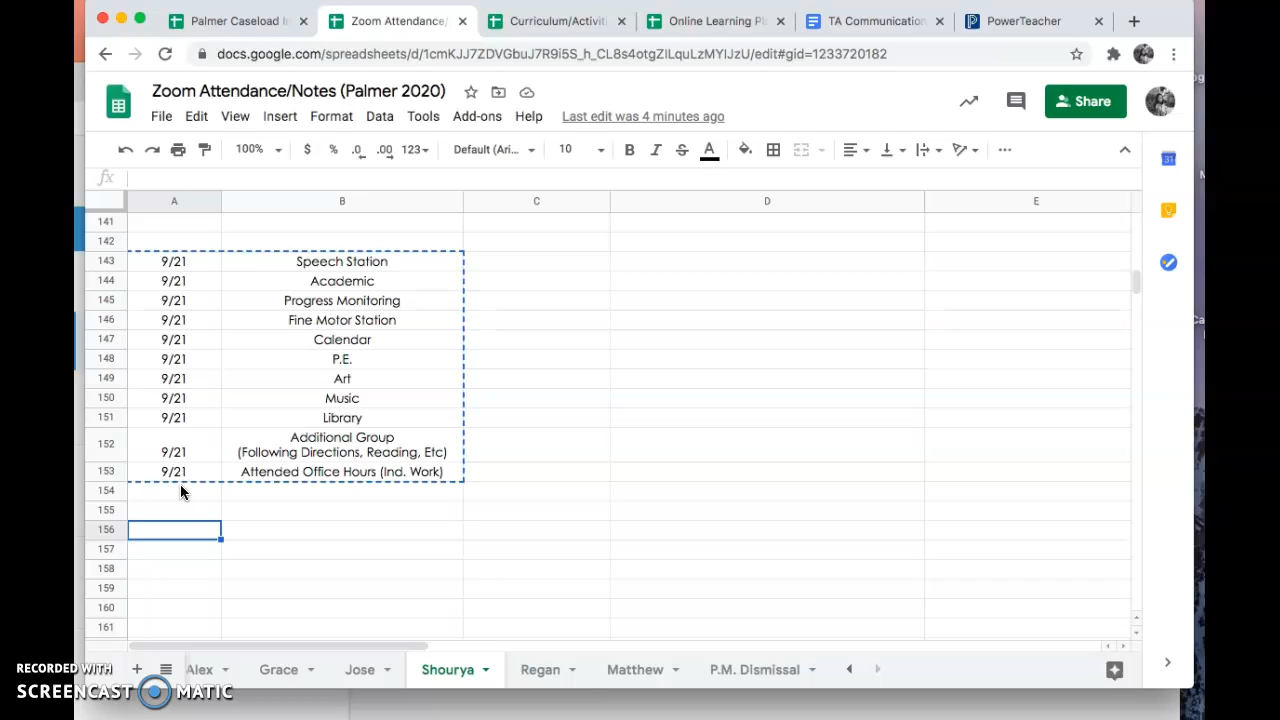 Palmer Caseload
Zoom Attendance/
Curriculum/Activiti
Online Learning
TA Communication
PowerTeacher
docs.google.com/spreadsheets/d/1cmKJJ7ZDVGbuJ7R9i5S_h_CL8s4otgZlLquLzMYlJzU/edit#gid=1233720182
Zoom Attendance/Notes (Palmer 2020)
Share
File Edit View Insert Format Data Tools Add-ons Help Last edit was 4 minutes ago
100% $ % .0 .00 123 Default (Ari... 10 B I S A
fx
A B C D E
141
142
143 9/21 Speech Station
144 9/21 Academic
145 9/21 Progress Monitoring
146 9/21 Fine Motor Station
147 9/21 Calendar
148 9/21 P.E.
149 9/21 Art
150 9/21 Music
151 9/21 Library
Additional Group
152 9/21 (Following Directions, Reading, Etc)
153 9/21 Attended Office Hours (Ind. Work)
154
155
156
157
158
159
160
161
Alex Grace Jose Shourya Regan Matthew P.M. Dismissal
31
RECORDED WITH
SCREENCAST MATIC